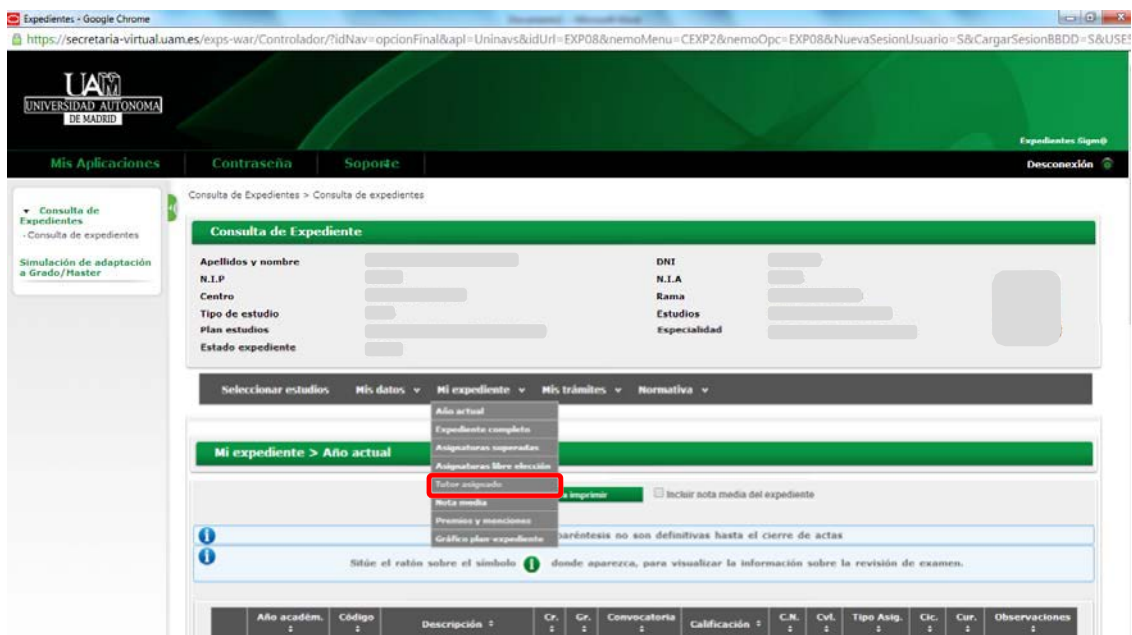 Expedientes - Google Chrome
https://secretaria-virtual.uam.es/exps-war/Controlador/?idNav=opcionFinal&apl=Uninavs&idUrl=EXP08&nemoMenu=CEXP2&nemoOpc=EXP08&NuevaSesionUsuario=S&CargarSesionBBDD=S&USES
UAM
UNIVERSIDAD AUTONOMA
DE MADRID
Expedientes Sigm@
Mis Aplicaciones Contraseña Soporte Desconexión
Consulta de Expedientes > Consulta de expedientes
Consulta de
Expedientes
Consulta de expedientes
Simulación de adaptación
a Grado/Master
Consulta de Expediente
Apellidos y nombre DNI
N.I.P N.I.A
Centro Rama
Tipo de estudio Estudios
Plan estudios Especialidad
Estado expediente
Seleccionar estudios Mis datos Mi expediente Mis trámites Normativa
Año actual
Expediente completo
Asignaturas superadas
Asignaturas libre elección
Tutor asignado
Nota media
Premios y menciones
Gráfico plan-expediente
Mi expediente > Año actual
imprimir Incluir nota media del expediente
paréntesis no son definitivas hasta el cierre de actas
Sitúe el ratón sobre el símbolo i donde aparezca, para visualizar la información sobre la revisión de examen.
Año académ. Código Descripción Cr. Gr. Convocatoria Calificación C.N. Cvl. Tipo Asig. Cic. Cur. Observaciones